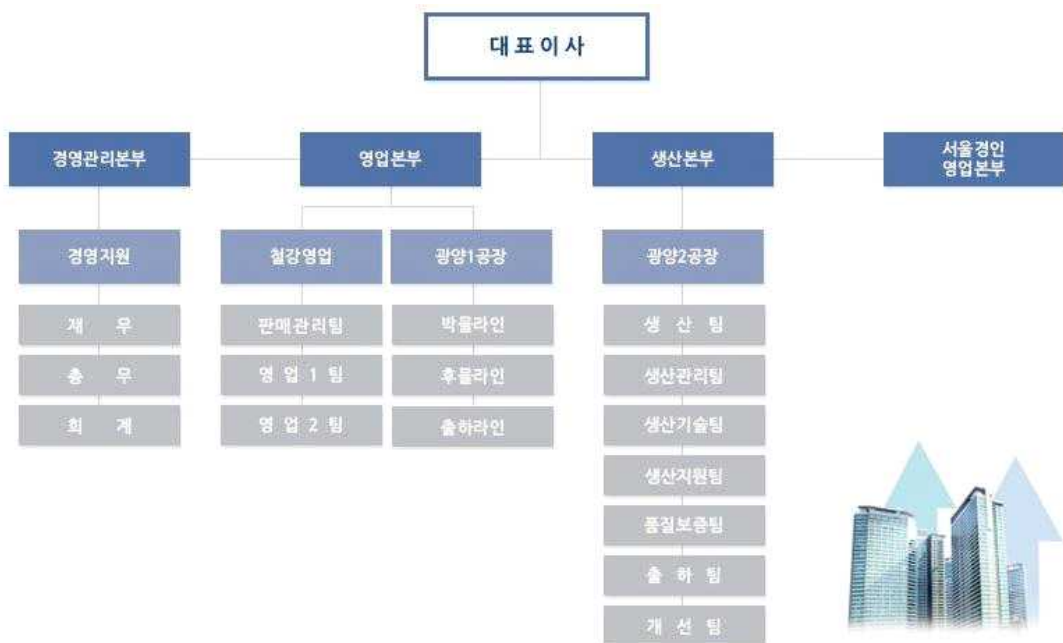 대표이사
경영관리본부
영업본부
생산본부
서울경인
영업본부
경영지원
철강영업
광양1공장
광양2공장
재 무
총 무
회 계
판매관리팀
영 업 1 팀
영 업 2 팀
박물라인
후물라인
출하라인
생 산 팀
생산관리팀
생산기술팀
생산지원팀
품질보증팀
출 하 팀
개 선 팀